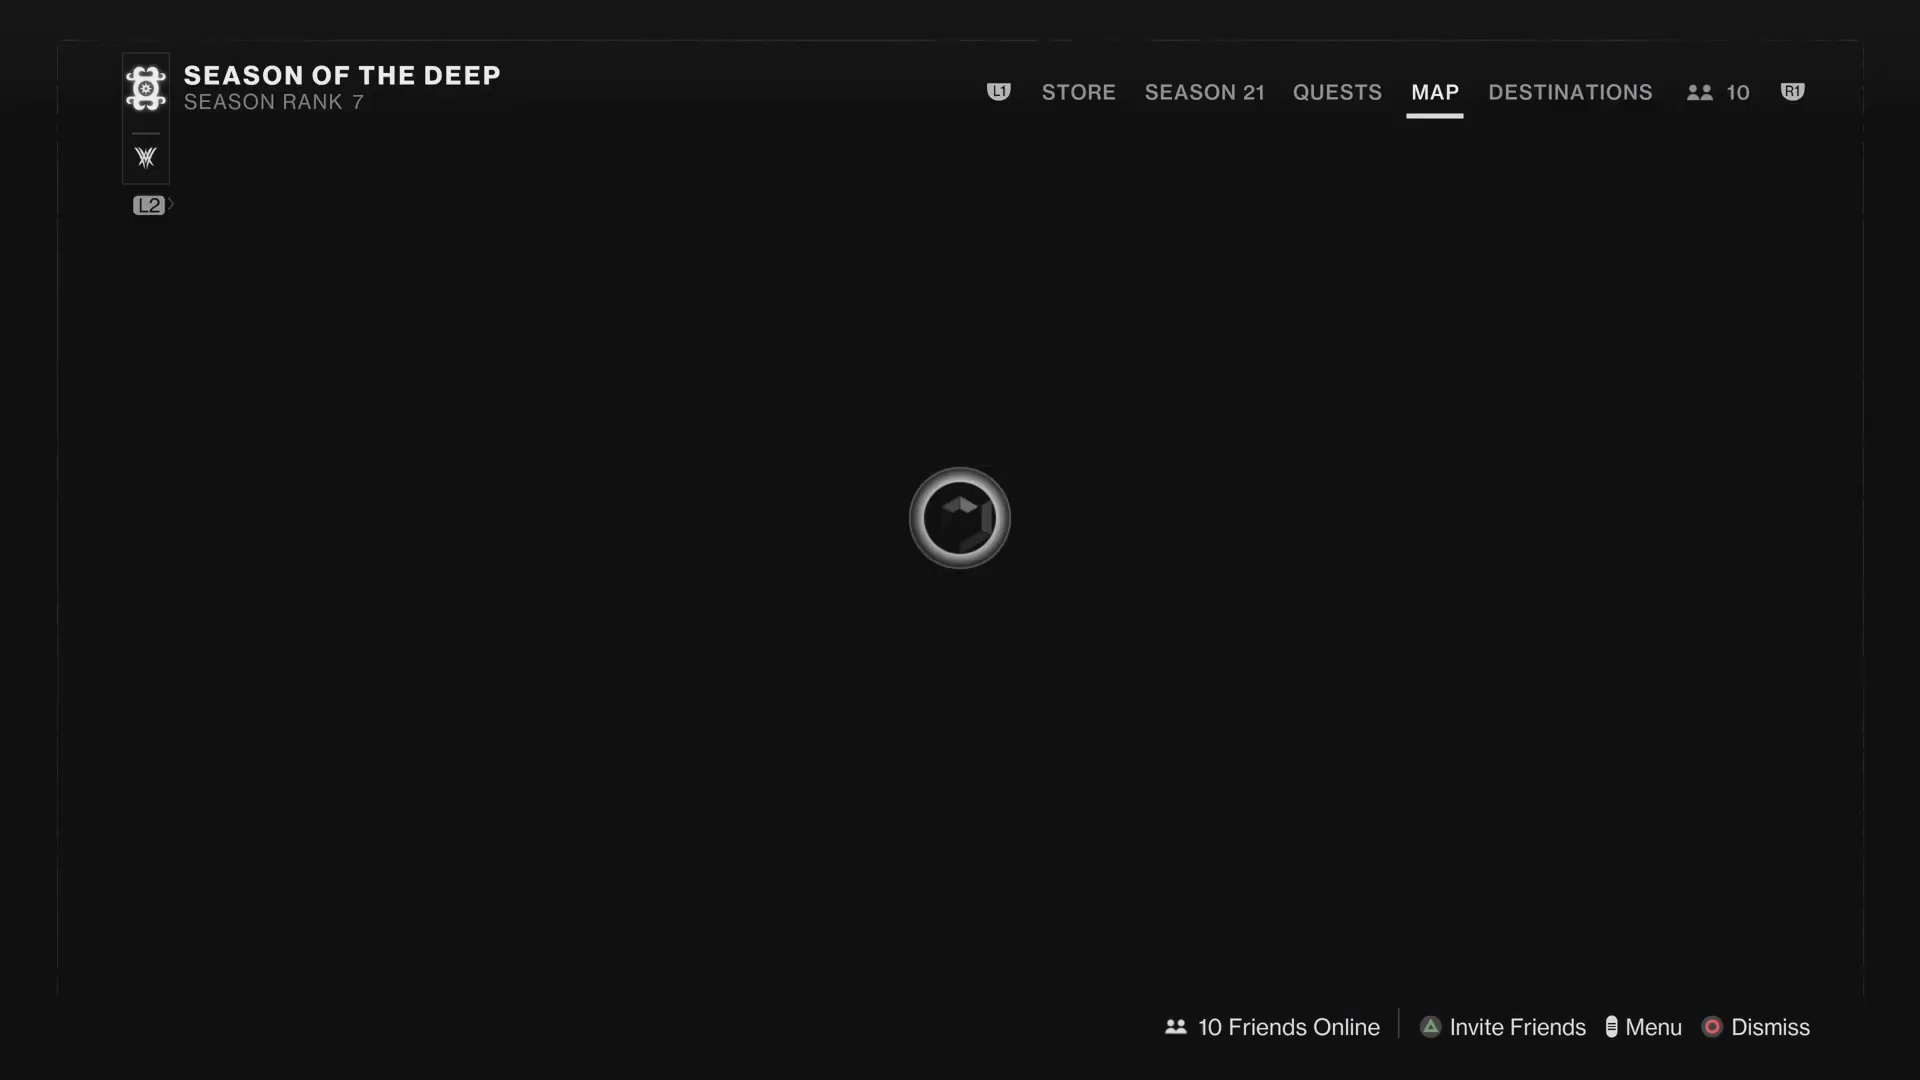 SEASON OF THE DEEP
SEASON RANK 7
L1 STORE SEASON 21 QUESTS MAP DESTINATIONS 10 R1
L2
10 Friends Online Invite Friends Menu Dismiss